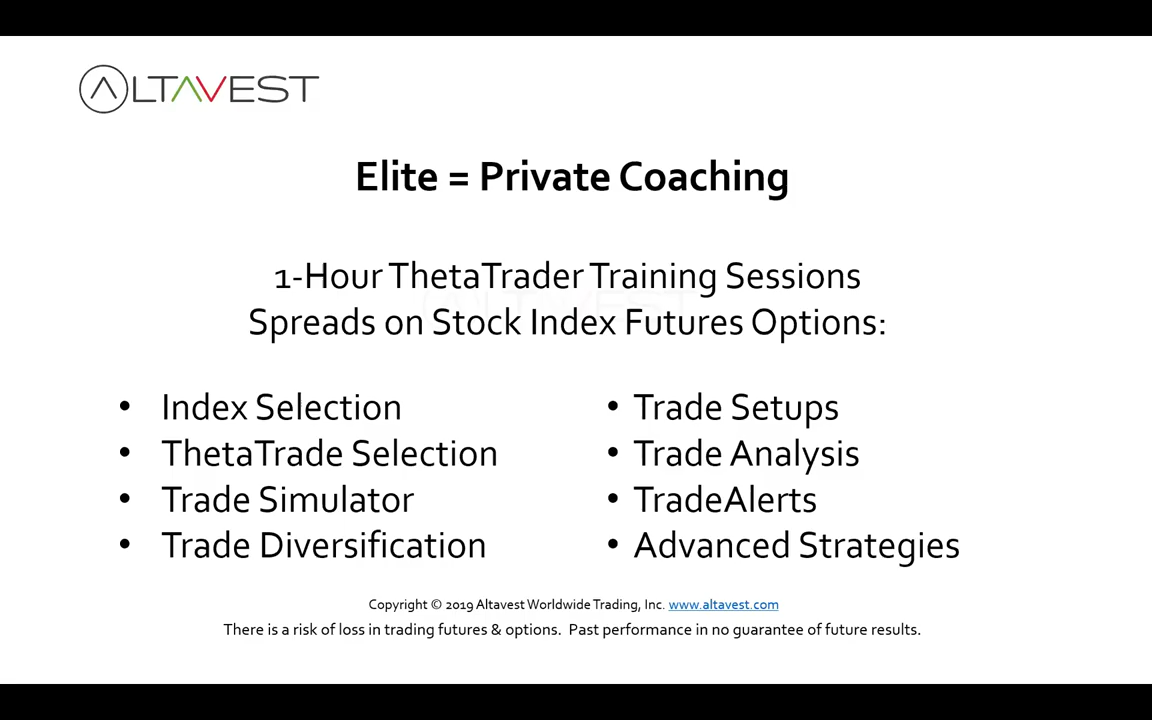 ALTAVEST
Elite = Private Coaching
1-Hour ThetaTrader Training Sessions
Spreads on Stock Index Futures Options:
• Index Selection
• ThetaTrade Selection
• Trade Simulator
• Trade Diversification
• Trade Setups
• Trade Analysis
• TradeAlerts
• Advanced Strategies
Copyright © 2019 Altavest Worldwide Trading, Inc. www.altavest.com
There is a risk of loss in trading futures & options. Past performance in no guarantee of future results.